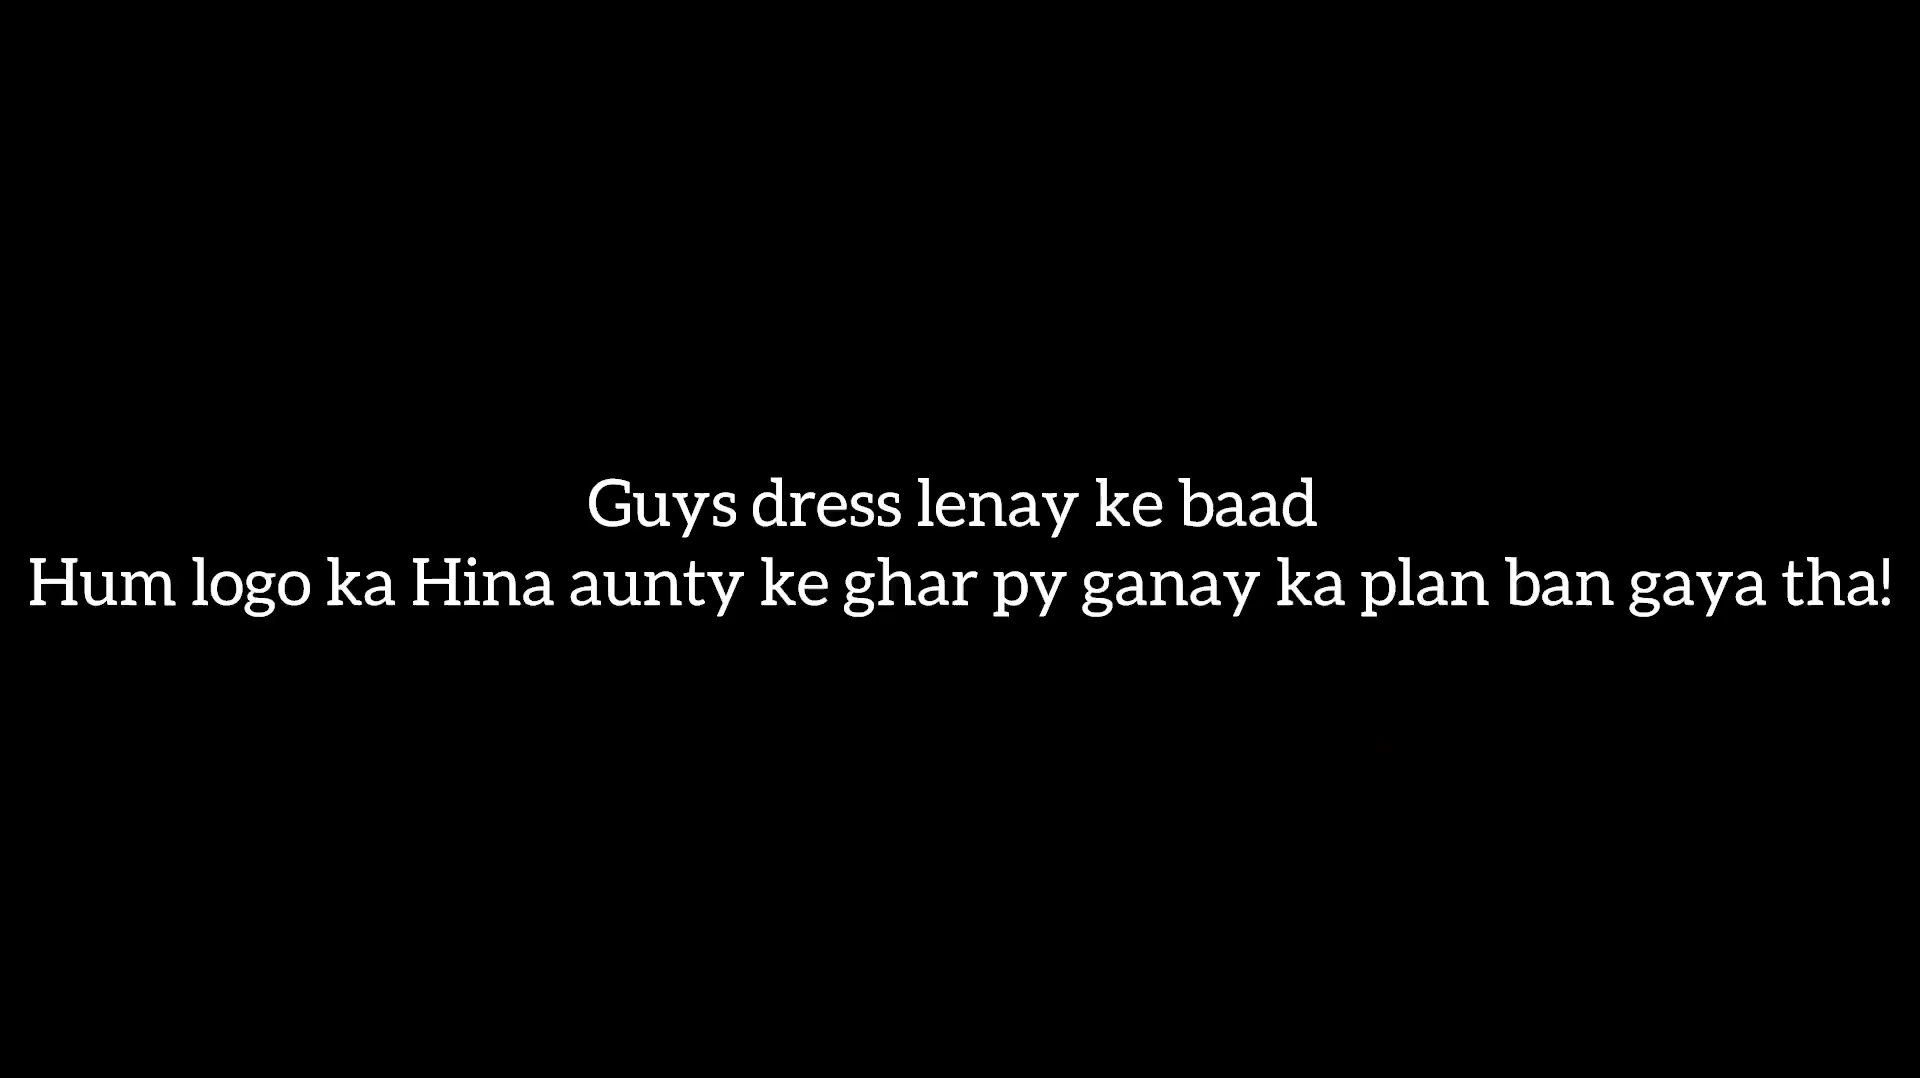 Guys dress lenay ke baad
Hum logo ka Hina aunty ke ghar py ganay ka plan ban gaya tha!